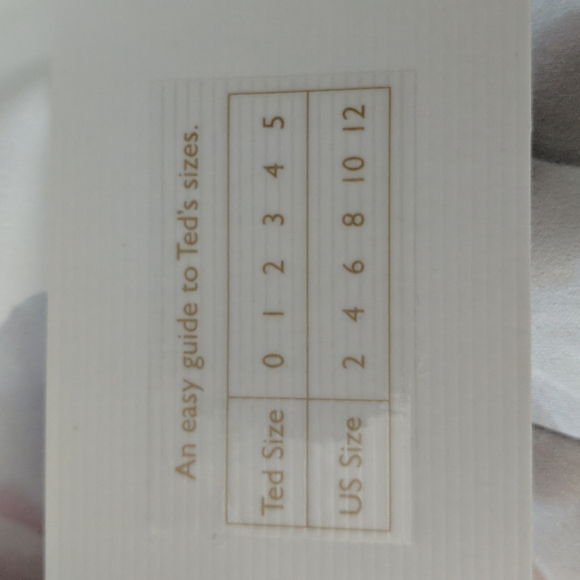 An easy guide to Ted's sizes.
Ted Size 0 1 2 3 4 5
US Size 2 4 6 8 10 12